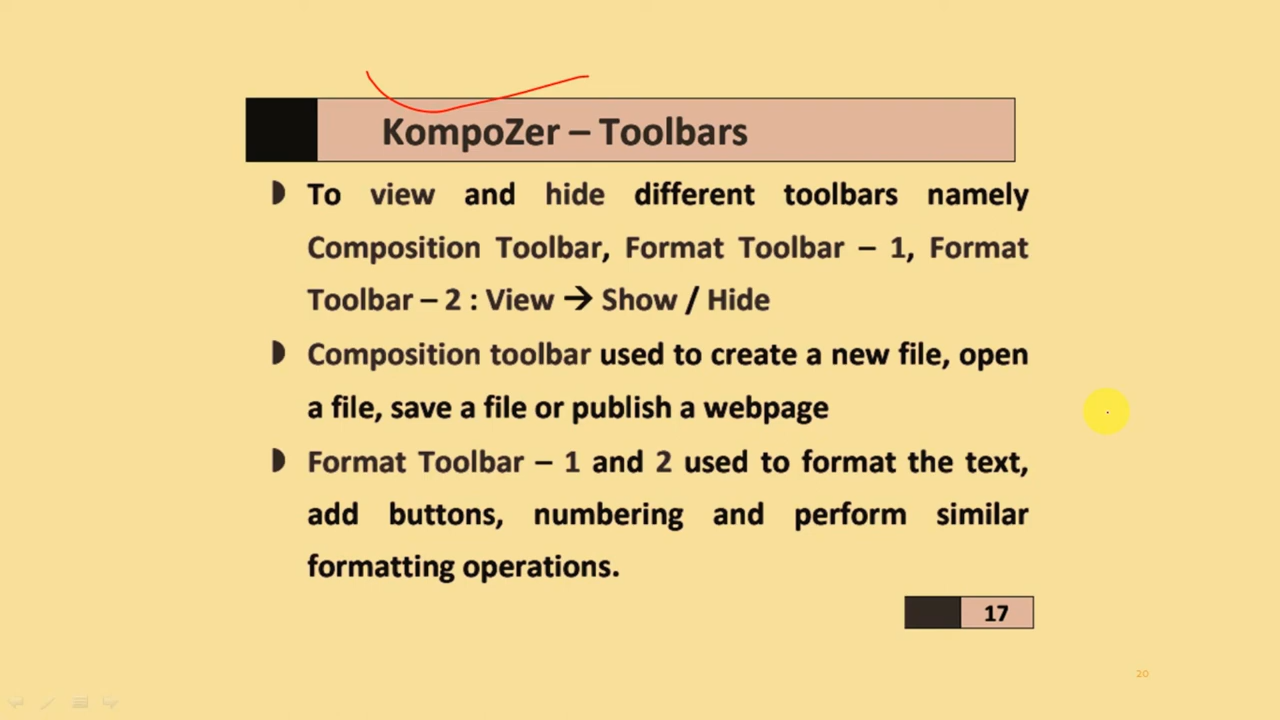 KompoZer – Toolbars
To view and hide different toolbars namely
Composition Toolbar, Format Toolbar – 1, Format
Toolbar – 2 : View → Show / Hide
Composition toolbar used to create a new file, open
a file, save a file or publish a webpage
Format Toolbar – 1 and 2 used to format the text,
add buttons, numbering and perform similar
formatting operations.
17
20